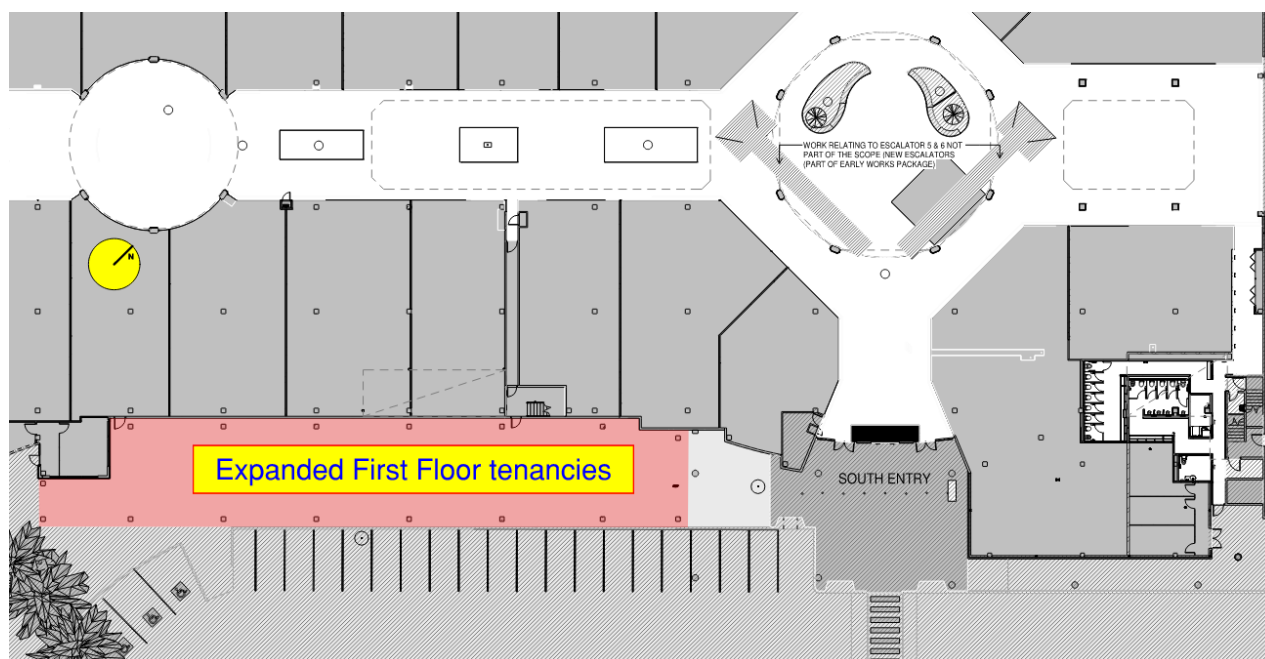 WORK RELATING TO ESCALATOR 5 & 6 NOT
PART OF THE SCOPE (NEW ESCALATORS
(PART OF EARLY WORKS PACKAGE)
N
Expanded First Floor tenancies
SOUTH ENTRY